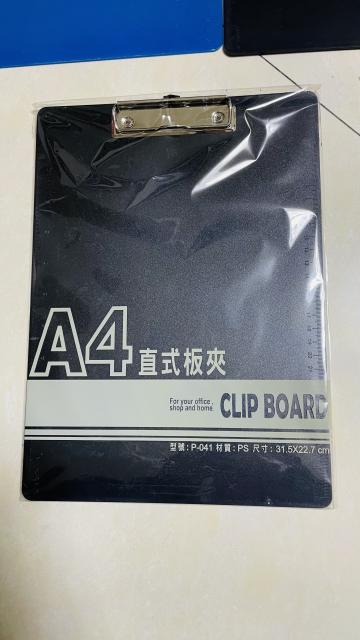 A4 直式板夾
For your office,
shop and home
CLIP BOARD
型號：P-041 材質：PS 尺寸：31.5X22.7 cm